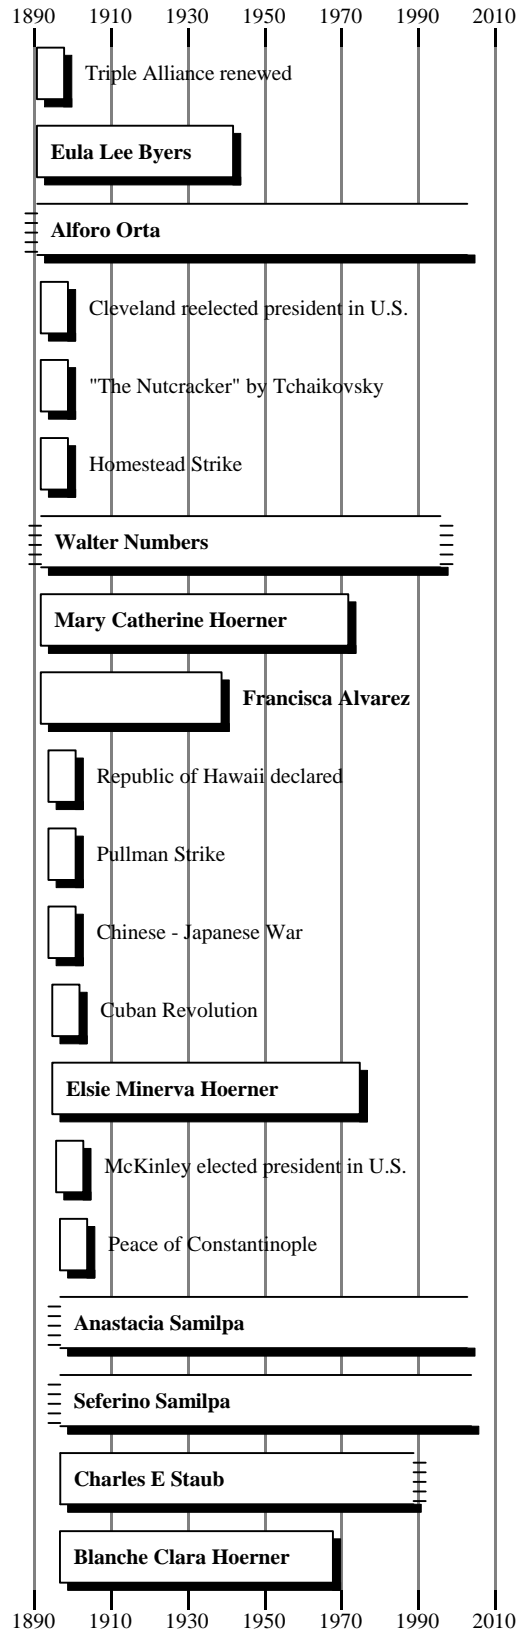 1890 1910 1930 1950 1970 1990 2010
Triple Alliance renewed
Eula Lee Byers
Alforo Orta
Cleveland reelected president in U.S.
"The Nutcracker" by Tchaikovsky
Homestead Strike
Walter Numbers
Mary Catherine Hoerner
Francisca Alvarez
Republic of Hawaii declared
Pullman Strike
Chinese - Japanese War
Cuban Revolution
Elsie Minerva Hoerner
McKinley elected president in U.S.
Peace of Constantinople
Anastacia Samilpa
Seferino Samilpa
Charles E Staub
Blanche Clara Hoerner
1890 1910 1930 1950 1970 1990 2010